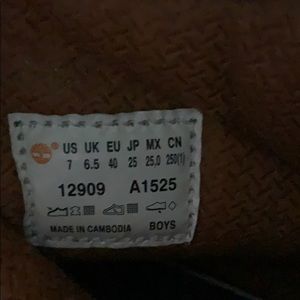 US UK EU JP MX CN
7 6.5 40 25 25,0 250(1)
12909 A1525
MADE IN CAMBODIA BOYS